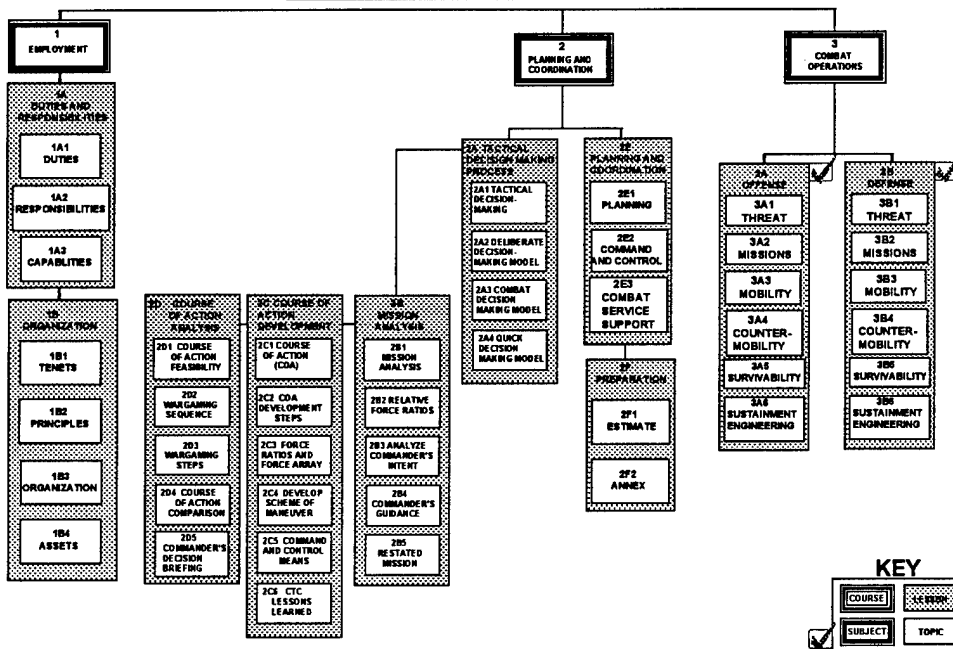 1
EMPLOYMENT
2
PLANNING AND
COORDINATION
3
COMBAT
OPERATIONS
1A
DUTIES AND
RESPONSIBILITIES
1A1
DUTIES
1A2
RESPONSIBILITIES
1A3
CAPABLITIES
1B
ORGANIZATION
1B1
TENETS
1B2
PRINCIPLES
1B3
ORGANIZATION
1B4
ASSETS
2D COURSE
OF ACTION
ANALYSIS
2D1 COURSE
OF ACTION
FEASIBILITY
2D2
WARGAMING
SEQUENCE
2D3
WARGAMING
STEPS
2D4 COURSE
OF ACTION
COMPARISON
2D5
COMMANDER'S
DECISION
BRIEFING
2C COURSE OF
ACTION
DEVELOPMENT
2C1 COURSE
OF ACTION
(COA)
2C2 COA
DEVELOPMENT
STEPS
2C3 FORCE
RATIOS AND
FORCE ARRAY
2C4 DEVELOP
SCHEME OF
MANEUVER
2C5 COMMAND
AND CONTROL
MEANS
2C6 CTC
LESSONS
LEARNED
MISSION
ANALYSIS
2B1
MISSION
ANALYSIS
2B2 RELATIVE
FORCE RATIOS
2B3 ANALYZE
COMMANDER'S
INTENT
2B4
COMMANDER'S
GUIDANCE
2B5
RESTATED
MISSION
2A TACTICAL
DECISION MAKING
PROCESS
2A1 TACTICAL
DECISION-
MAKING
2A2 DELIBERATE
DECISION-
MAKING MODEL
2A3 COMBAT
DECISION
MAKING MODEL
2A4 QUICK
DECISION
MAKING MODEL
2E
PLANNING AND
COORDINATION
2E1
PLANNING
2E2
COMMAND
AND CONTROL
2E3
COMBAT
SERVICE
SUPPORT
2F
PREPARATION
2F1
ESTIMATE
2F2
ANNEX
3A
OFFENSE
3A1
THREAT
3A2
MISSIONS
3A3
MOBILITY
3A4
COUNTER-
MOBILITY
3A5
SURVIVABILITY
3A6
SUSTAINMENT
ENGINEERING
3B
DEFENSE
3B1
THREAT
3B2
MISSIONS
3B3
MOBILITY
3B4
COUNTER-
MOBILITY
3B5
SURVIVABILITY
3B6
SUSTAINMENT
ENGINEERING
KEY
COURSE
LESSON
SUBJECT
TOPIC